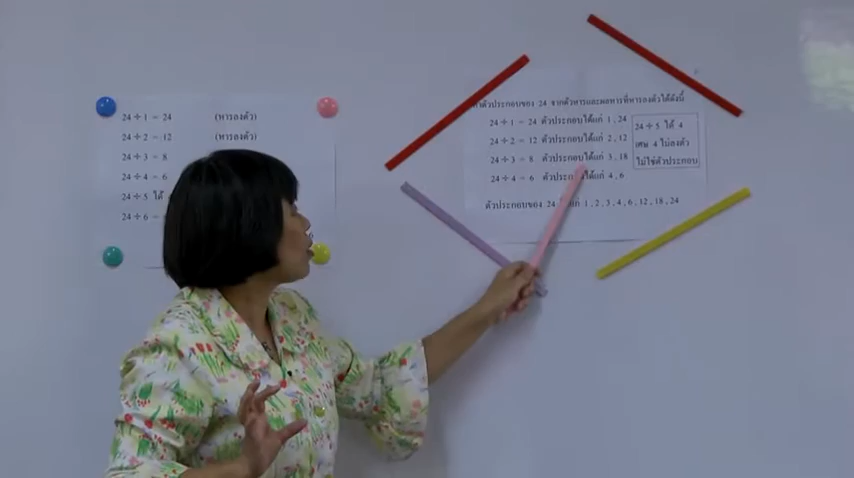 24 ÷ 1 = 24 (หารลงตัว)
24 ÷ 2 = 12 (หารลงตัว)
24 ÷ 3 = 8
24 ÷ 4 = 6
24 ÷ 5 ได้
24 ÷ 6 =
ตัวประกอบของ 24 จากตัวหารและผลหารที่หารลงตัวได้ดังนี้
24 ÷ 1 = 24 ตัวประกอบได้แก่ 1 , 24
24 ÷ 2 = 12 ตัวประกอบได้แก่ 2 , 12
24 ÷ 3 = 8 ตัวประกอบได้แก่ 3 , 18
24 ÷ 4 = 6 ตัวประกอบได้แก่ 4 , 6
24 ÷ 5 ได้ 4
เศษ 4 ไม่ลงตัว
ไม่ใช่ตัวประกอบ
ตัวประกอบของ 24 1 , 2 , 3 , 4 , 6 , 12 , 18 , 24